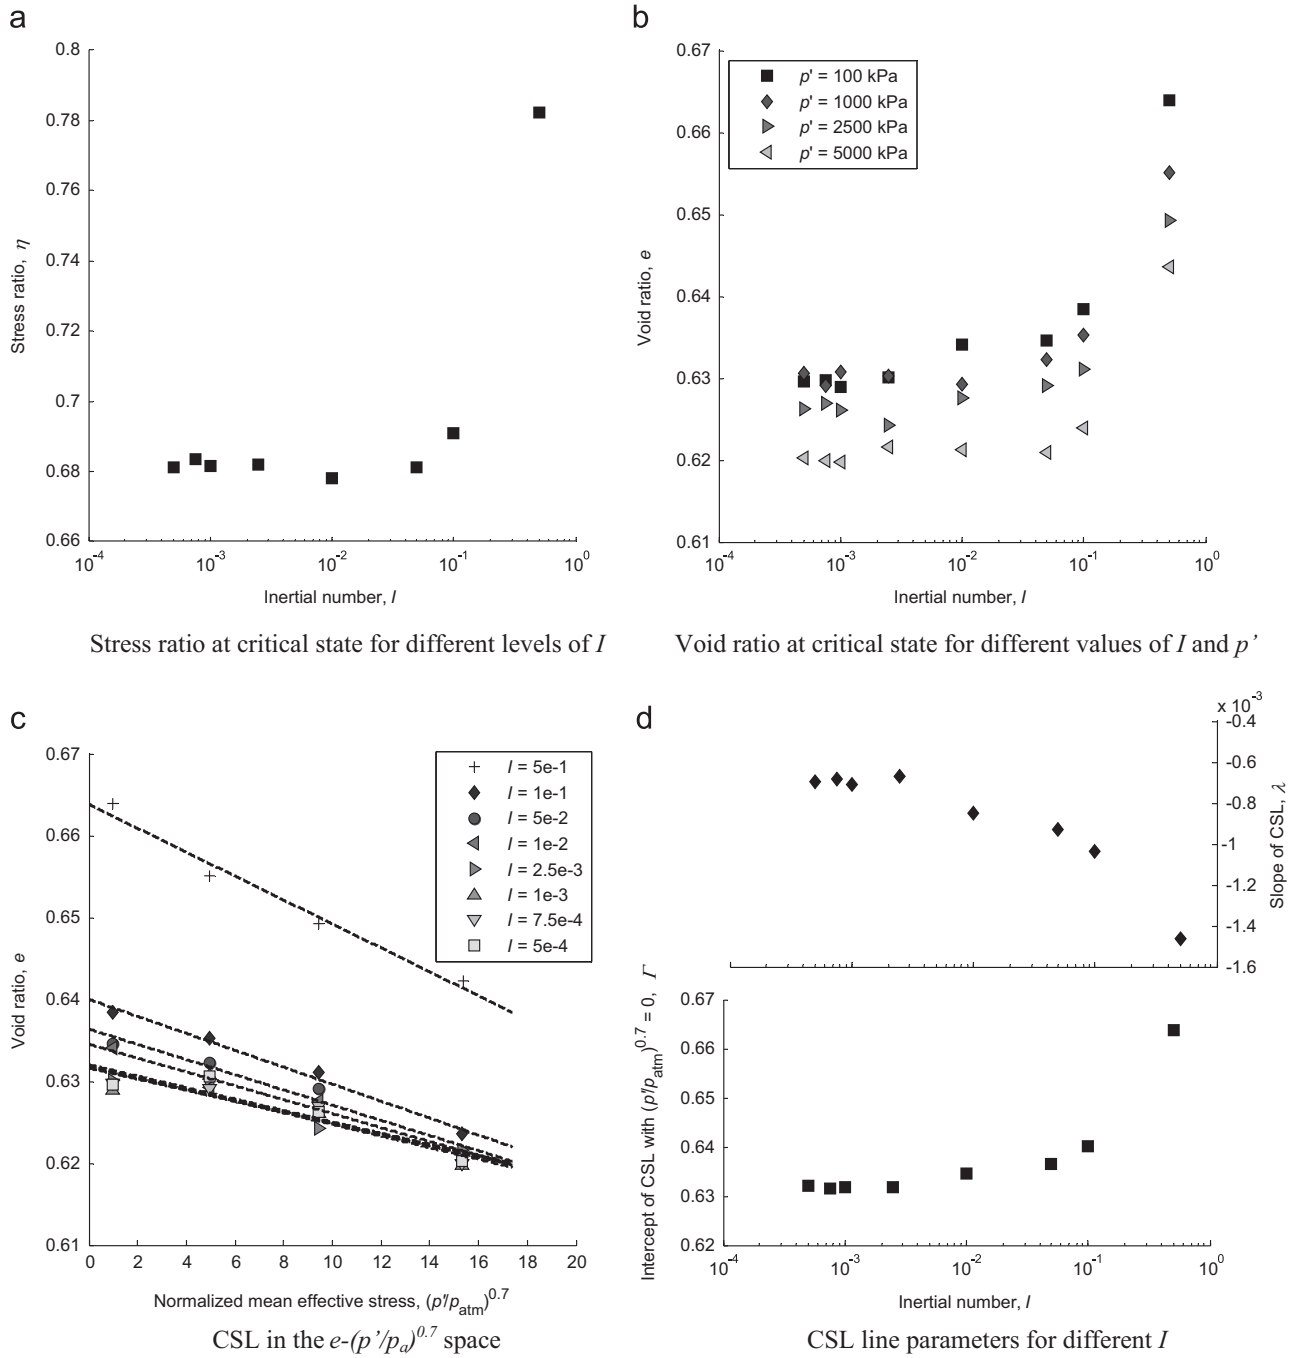 a
0.8
0.78
0.76
0.74
0.72
0.7
0.68
0.66
10-4
10-3
10-2
10-1
100
Stress ratio, η
Inertial number, I
Stress ratio at critical state for different levels of I
b
0.67
0.66
0.65
0.64
0.63
0.62
0.61
10-4
10-3
10-2
10-1
100
p' = 100 kPa
p' = 1000 kPa
p' = 2500 kPa
p' = 5000 kPa
Void ratio, e
Inertial number, I
Void ratio at critical state for different values of I and p’
c
0.67
0.66
0.65
0.64
0.63
0.62
0.61
0 2 4 6 8 10 12 14 16 18 20
I = 5e-1
I = 1e-1
I = 5e-2
I = 1e-2
I = 2.5e-3
I = 1e-3
I = 7.5e-4
I = 5e-4
Void ratio, e
Normalized mean effective stress, (p'/patm)0.7
CSL in the e-(p’/pa)0.7 space
d
x 10-3
-0.4
-0.6
-0.8
-1
-1.2
-1.4
-1.6
Slope of CSL, λ
0.67
0.66
0.65
0.64
0.63
0.62
10-4
10-3
10-2
10-1
100
Intercept of CSL with (p'/patm)0.7 = 0, Γ
Inertial number, I
CSL line parameters for different I